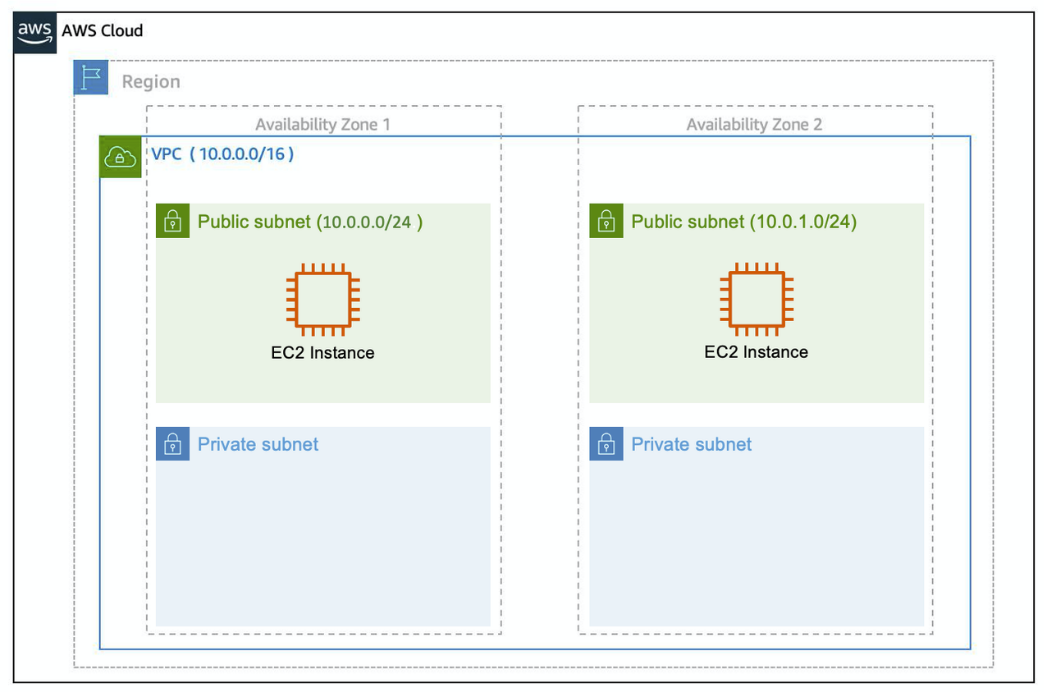 aws AWS Cloud
Region
Availability Zone 1
Availability Zone 2
VPC ( 10.0.0.0/16 )
Public subnet (10.0.0.0/24 )
Public subnet (10.0.1.0/24)
EC2 Instance
EC2 Instance
Private subnet
Private subnet